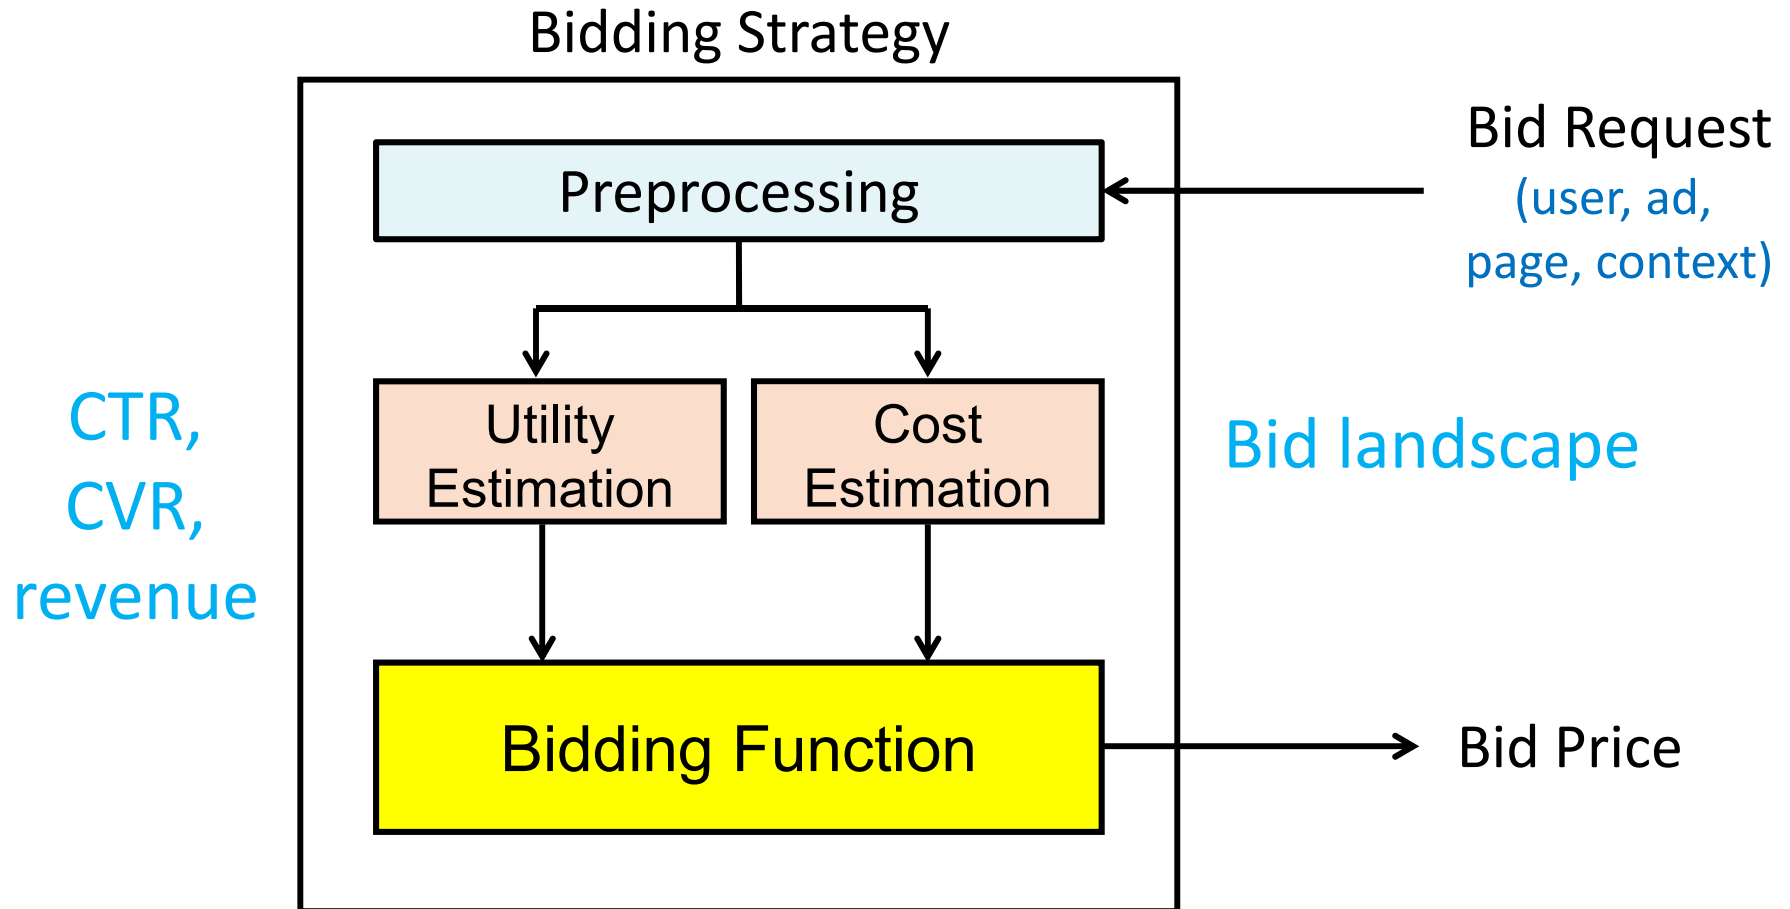 Bidding Strategy
Bid Request
(user, ad,
page, context)
Preprocessing
CTR,
CVR,
revenue
Utility
Estimation
Cost
Estimation
Bid landscape
Bidding Function
Bid Price